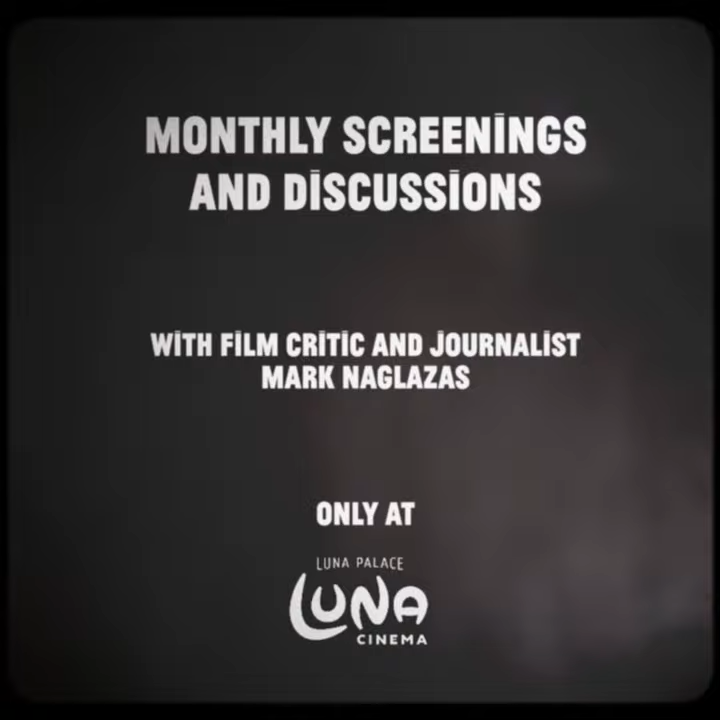 MONTHLY SCREENINGS
AND DISCUSSIONS
WITH FILM CRITIC AND JOURNALIST
MARK NAGLAZAS
ONLY AT
LUNA PALACE
LUNA
CINEMA